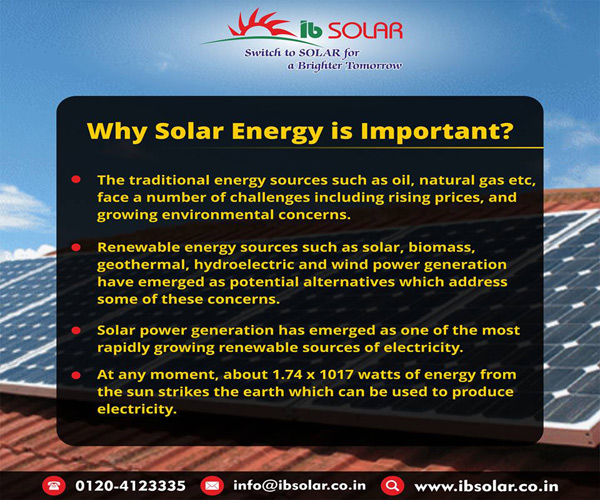 ib SOLAR
Switch to SOLAR for
a Brighter Tomorrow
Why Solar Energy is Important?
The traditional energy sources such as oil, natural gas etc,
face a number of challenges including rising prices, and
growing environmental concerns.
Renewable energy sources such as solar, biomass,
geothermal, hydroelectric and wind power generation
have emerged as potential alternatives which address
some of these concerns.
Solar power generation has emerged as one of the most
rapidly growing renewable sources of electricity.
At any moment, about 1.74 x 1017 watts of energy from
the sun strikes the earth which can be used to produce
electricity.
0120-4123335 info@ibsolar.co.in www.ibsolar.co.in